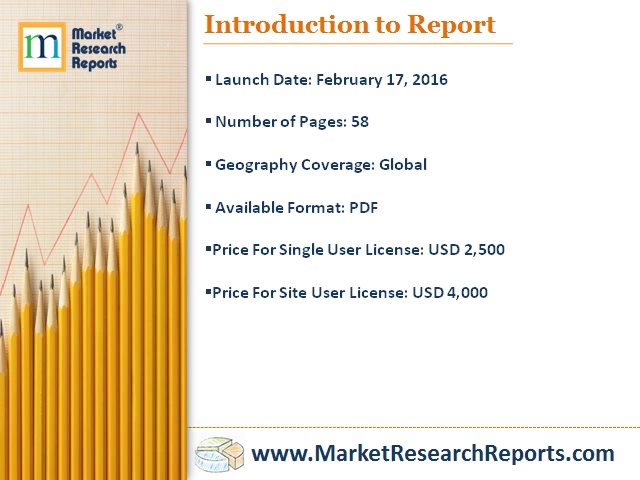 m
Market®
Research
Reports
Introduction to Report
▪ Launch Date: February 17, 2016
▪ Number of Pages: 58
▪ Geography Coverage: Global
▪ Available Format: PDF
▪Price For Single User License: USD 2,500
▪Price For Site User License: USD 4,000
www.MarketResearchReports.com